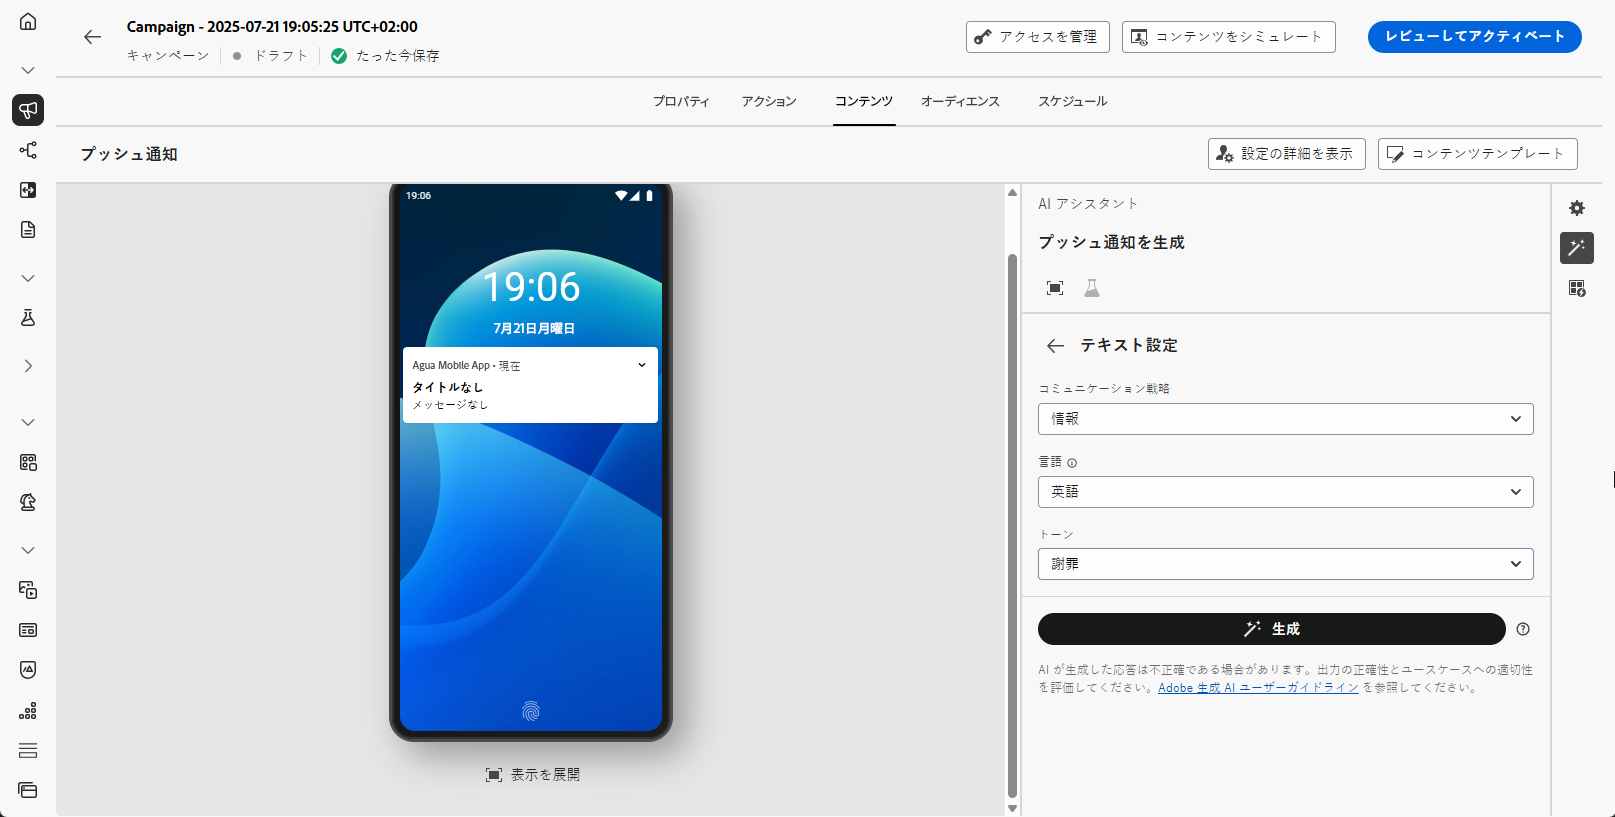 Campaign - 2025-07-21 19:05:25 UTC+02:00
キャンペーン ドラフト たった今保存
アクセスを管理
コンテンツをシミュレート
レビューしてアクティベート
プロパティ アクション コンテンツ オーディエンス スケジュール
プッシュ通知
設定の詳細を表示
コンテンツテンプレート
19:06
19:06
7月21日月曜日
Agua Mobile App • 現在
タイトルなし
メッセージなし
表示を展開
AI アシスタント
プッシュ通知を生成
テキスト設定
コミュニケーション戦略
情報
言語
英語
トーン
謝罪
生成
AI が生成した応答は不正確である場合があります。出力の正確性とユースケースへの適切性
を評価してください。Adobe 生成 AI ユーザーガイドライン を参照してください。